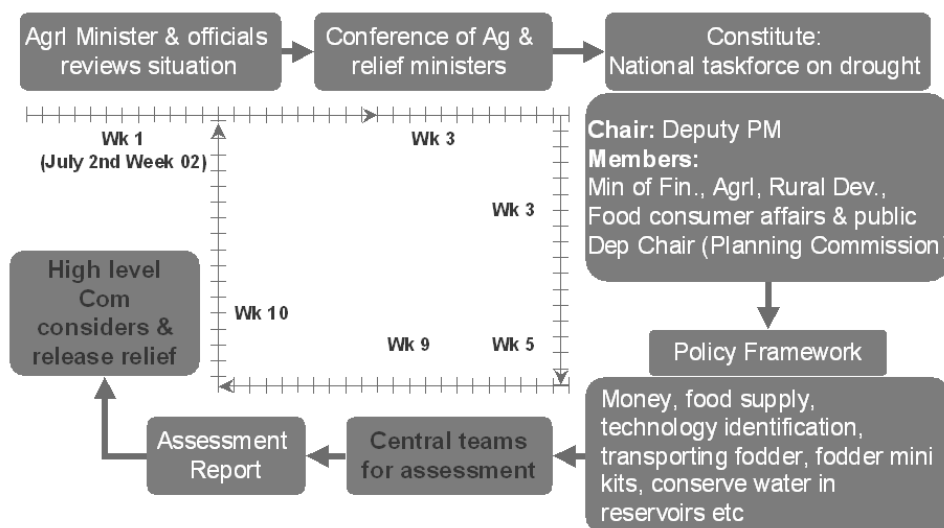 Agrl Minister & officials
reviews situation
Conference of Ag &
relief ministers
Constitute:
National taskforce on drought
Wk 1
(July 2nd Week 02)
Wk 3
Chair: Deputy PM
Members:
Min of Fin., Agrl, Rural Dev.,
Food consumer affairs & public
Dep Chair (Planning Commission)
Wk 3
High level
Com
considers &
release relief
Wk 10
Wk 9
Wk 5
Policy Framework
Money, food supply,
technology identification,
transporting fodder, fodder mini
kits, conserve water in
reservoirs etc
Central teams
for assessment
Assessment
Report